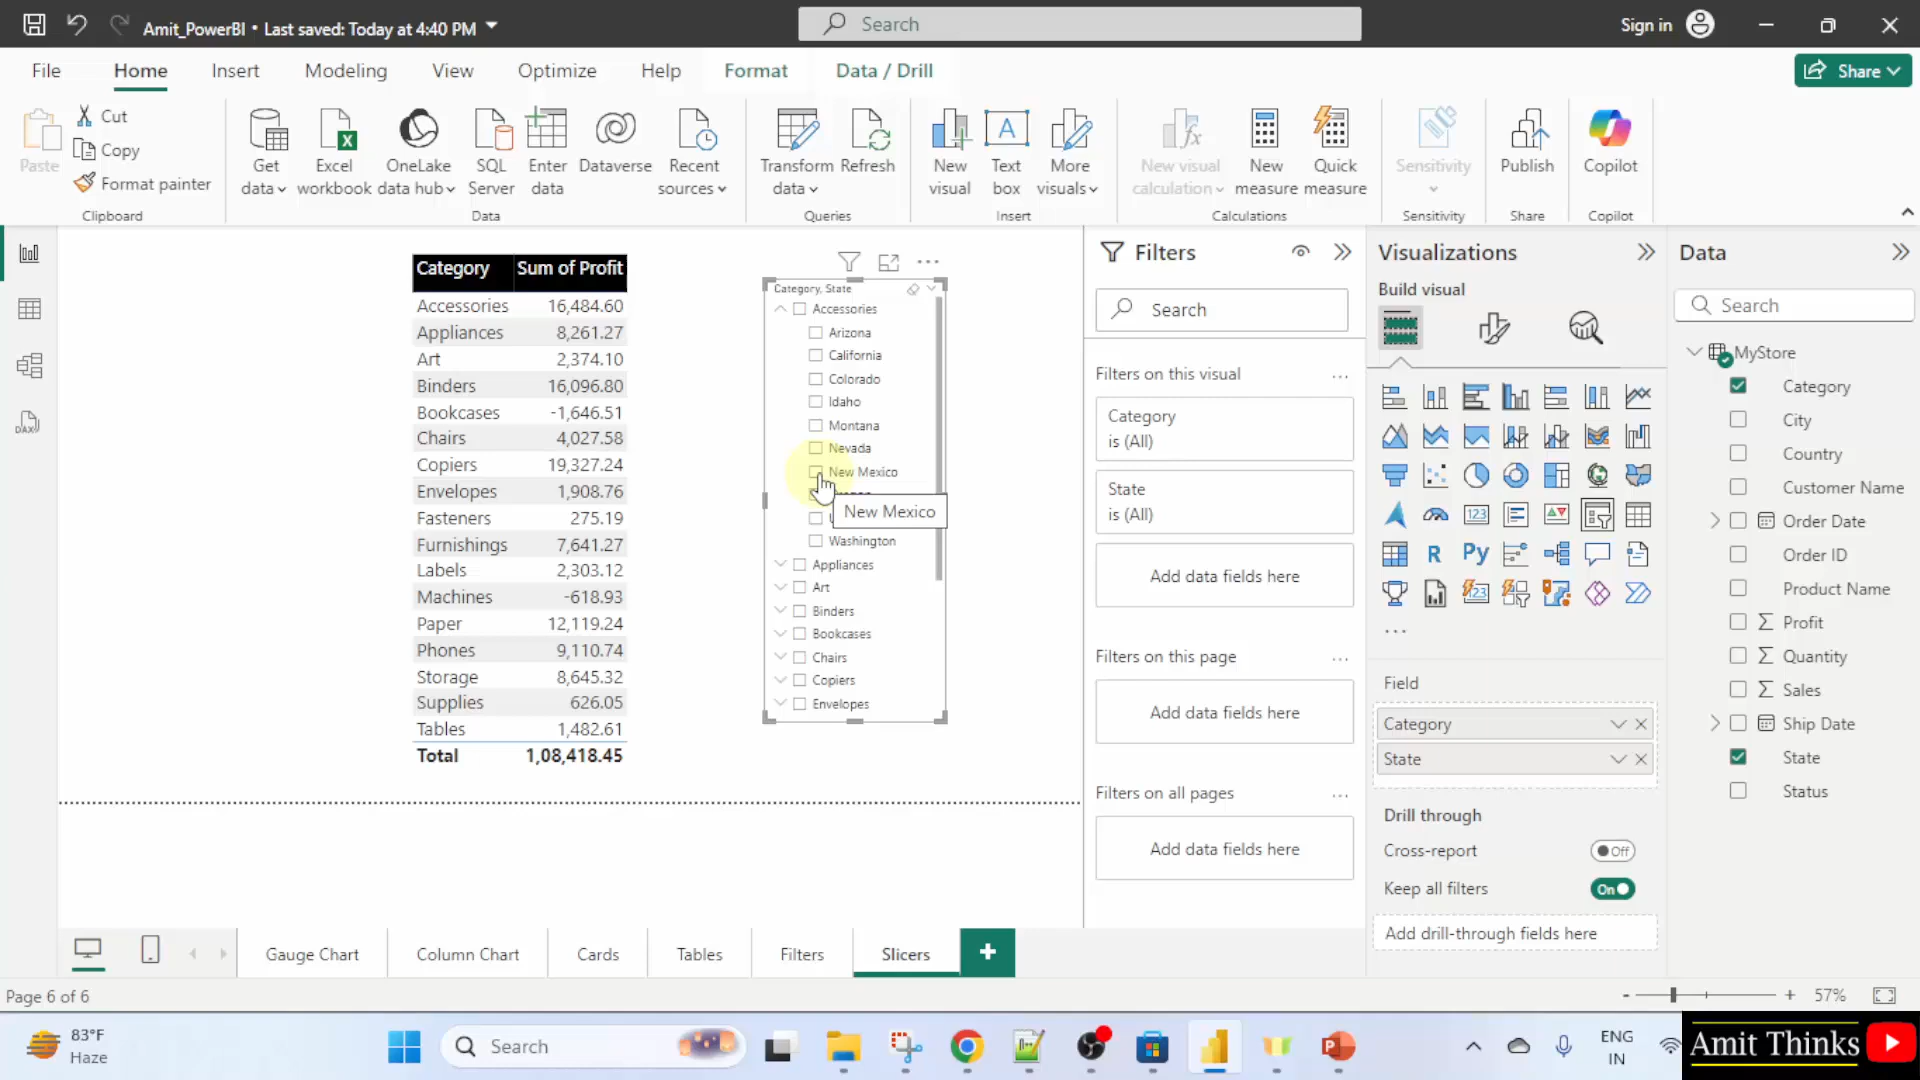 Amit_PowerBI • Last saved: Today at 4:40 PM
Search
Sign in
File
Home
Insert
Modeling
View
Optimize
Help
Format
Data / Drill
Share
Paste
Cut
Copy
Format painter
Clipboard
Get data
Excel workbook
OneLake data hub
SQL Server
Enter data
Dataverse
Recent sources
Data
Transform data
Refresh
Queries
New visual
Text box
More visuals
Insert
New visual calculation
New measure
Quick measure
Calculations
Sensitivity
Sensitivity
Publish
Share
Copilot
Copilot
Category Sum of Profit
Accessories 16,484.60
Appliances 8,261.27
Art 2,374.10
Binders 16,096.80
Bookcases -1,646.51
Chairs 4,027.58
Copiers 19,327.24
Envelopes 1,908.76
Fasteners 275.19
Furnishings 7,641.27
Labels 2,303.12
Machines -618.93
Paper 12,119.24
Phones 9,110.74
Storage 8,645.32
Supplies 626.05
Tables 1,482.61
Total 1,08,418.45
Category, State
Accessories
Arizona
California
Colorado
Idaho
Montana
Nevada
New Mexico
New Mexico
Washington
Appliances
Art
Binders
Bookcases
Chairs
Copiers
Envelopes
Filters
Search
Filters on this visual
Category
is (All)
State
is (All)
Add data fields here
Filters on this page
Add data fields here
Filters on all pages
Add data fields here
Visualizations
Build visual
R
Py
123
Field
Category
State
Drill through
Cross-report
Off
Keep all filters
On
Add drill-through fields here
Data
Search
MyStore
Category
City
Country
Customer Name
Order Date
Order ID
Product Name
Profit
Quantity
Sales
Ship Date
State
Status
Gauge Chart
Column Chart
Cards
Tables
Filters
Slicers
Page 6 of 6
57%
83°F
Haze
Search
ENG
IN
Amit Thinks